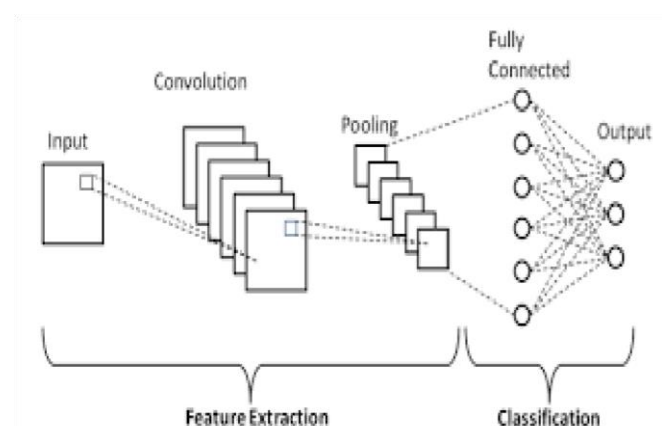 Fully
Connected
Convolution
Pooling
Output
Input
Feature Extraction
Classification